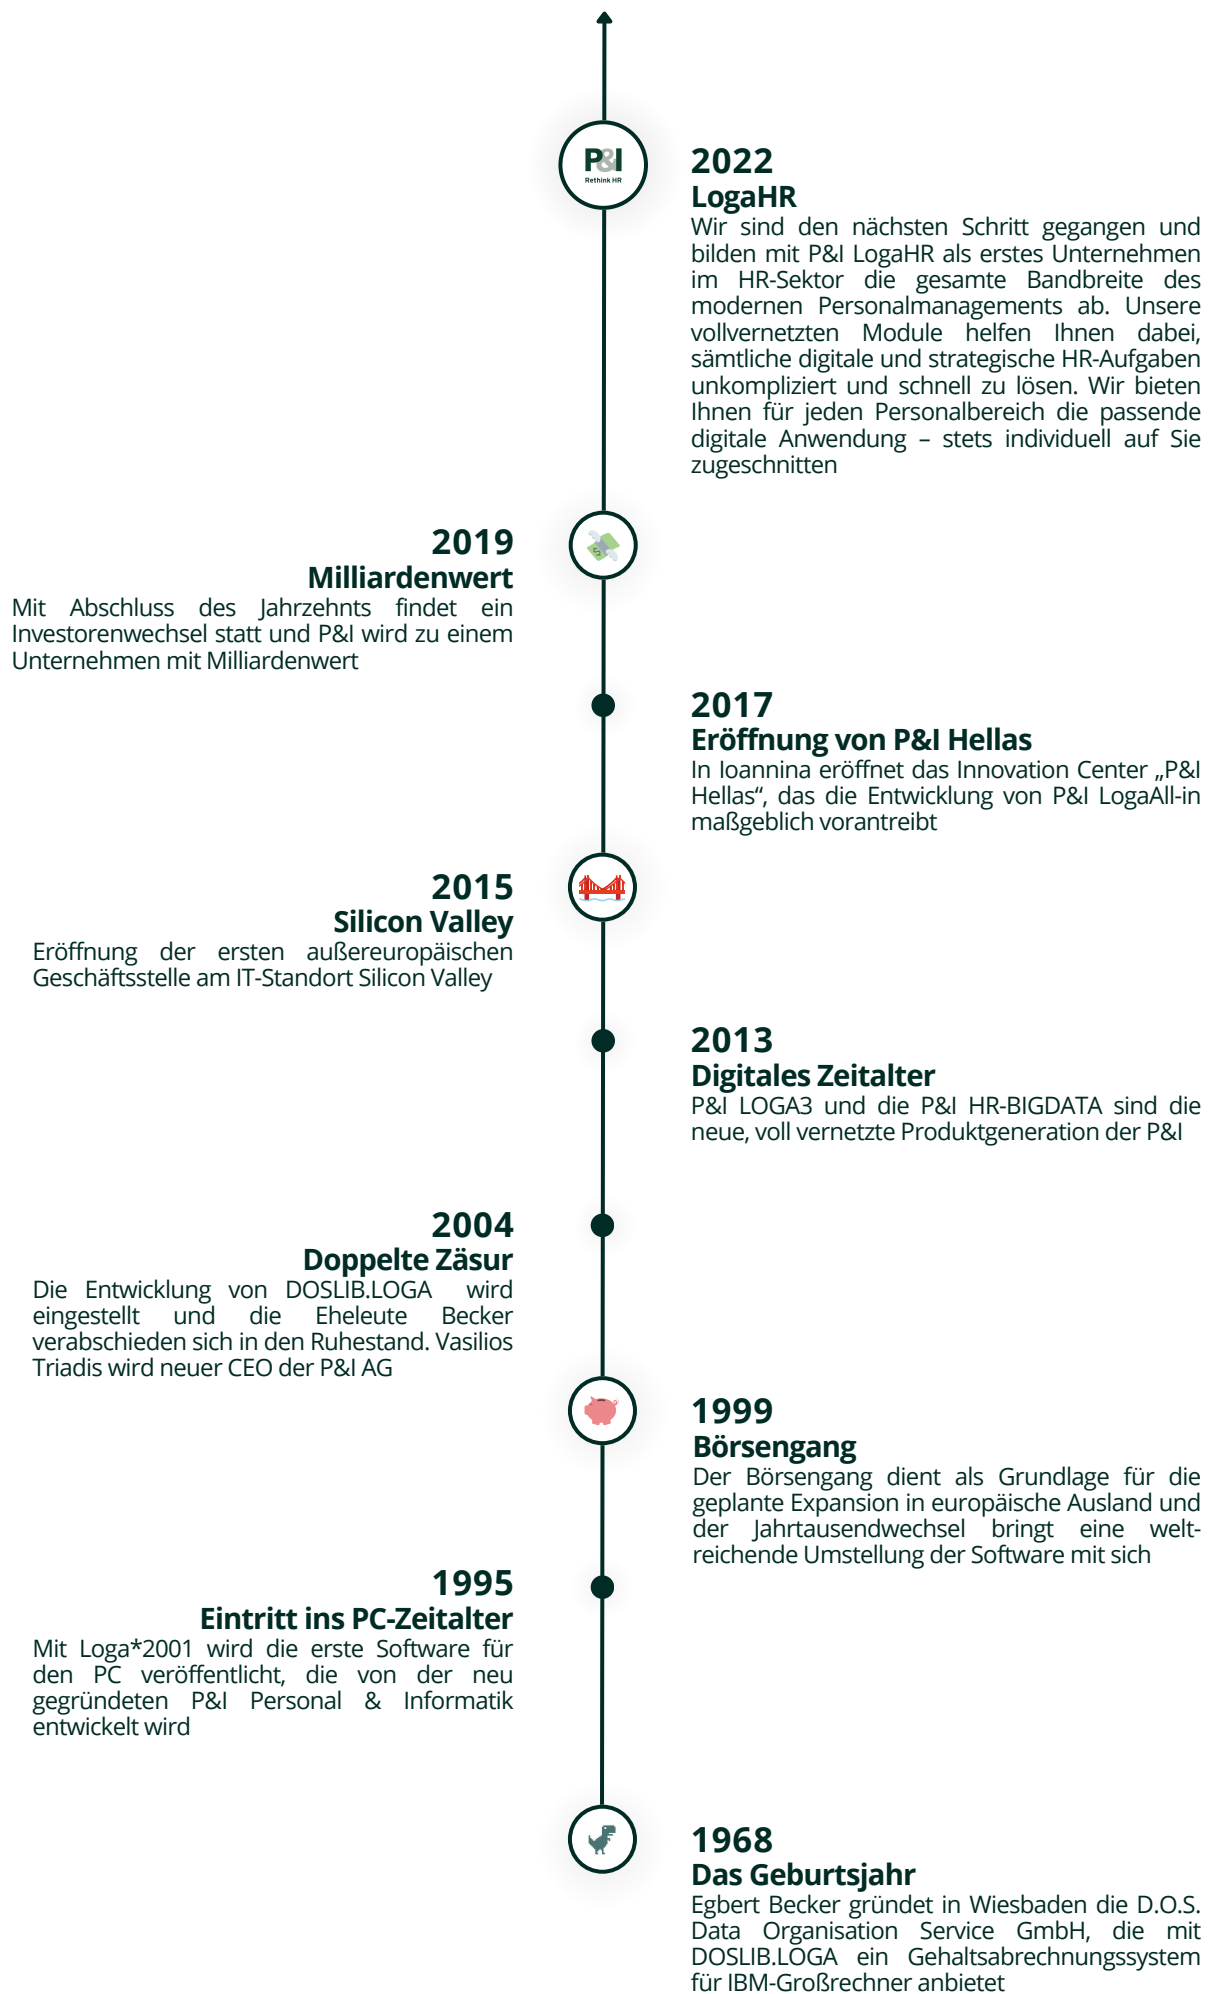 P&I
Rethink HR
2022
LogaHR
Wir sind den nächsten Schritt gegangen und
bilden mit P&I LogaHR als erstes Unternehmen
im HR-Sektor die gesamte Bandbreite des
modernen Personalmanagements ab. Unsere
vollvernetzten Module helfen Ihnen dabei,
sämtliche digitale und strategische HR-Aufgaben
unkompliziert und schnell zu lösen. Wir bieten
Ihnen für jeden Personalbereich die passende
digitale Anwendung – stets individuell auf Sie
zugeschnitten
2019
Milliardenwert
Mit Abschluss des Jahrzehnts findet ein
Investorenwechsel statt und P&I wird zu einem
Unternehmen mit Milliardenwert
2017
Eröffnung von P&I Hellas
In Ioannina eröffnet das Innovation Center „P&I
Hellas“, das die Entwicklung von P&I LogaAll-in
maßgeblich vorantreibt
2015
Silicon Valley
Eröffnung der ersten außereuropäischen
Geschäftsstelle am IT-Standort Silicon Valley
2013
Digitales Zeitalter
P&I LOGA3 und die P&I HR-BIGDATA sind die
neue, voll vernetzte Produktgeneration der P&I
2004
Doppelte Zäsur
Die Entwicklung von DOSLIB.LOGA wird
eingestellt und die Eheleute Becker
verabschieden sich in den Ruhestand. Vasilios
Triadis wird neuer CEO der P&I AG
1999
Börsengang
Der Börsengang dient als Grundlage für die
geplante Expansion in europäische Ausland und
der Jahrtausendwechsel bringt eine welt-
reichende Umstellung der Software mit sich
1995
Eintritt ins PC-Zeitalter
Mit Loga*2001 wird die erste Software für
den PC veröffentlicht, die von der neu
gegründeten P&I Personal & Informatik
entwickelt wird
1968
Das Geburtsjahr
Egbert Becker gründet in Wiesbaden die D.O.S.
Data Organisation Service GmbH, die mit
DOSLIB.LOGA ein Gehaltsabrechnungssystem
für IBM-Großrechner anbietet